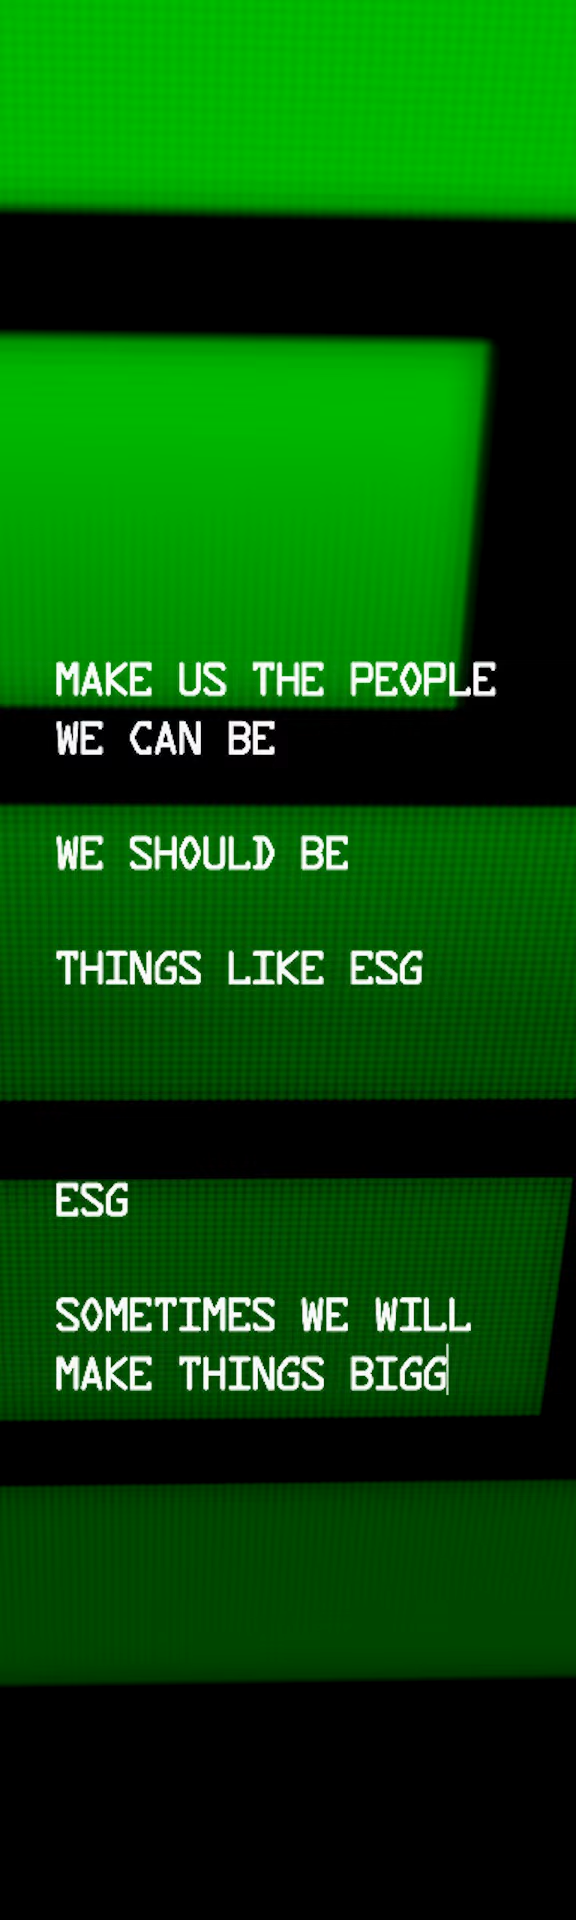 MAKE US THE PEOPLE
WE CAN BE
WE SHOULD BE
THINGS LIKE ESG
ESG
SOMETIMES WE WILL
MAKE THINGS BIGG